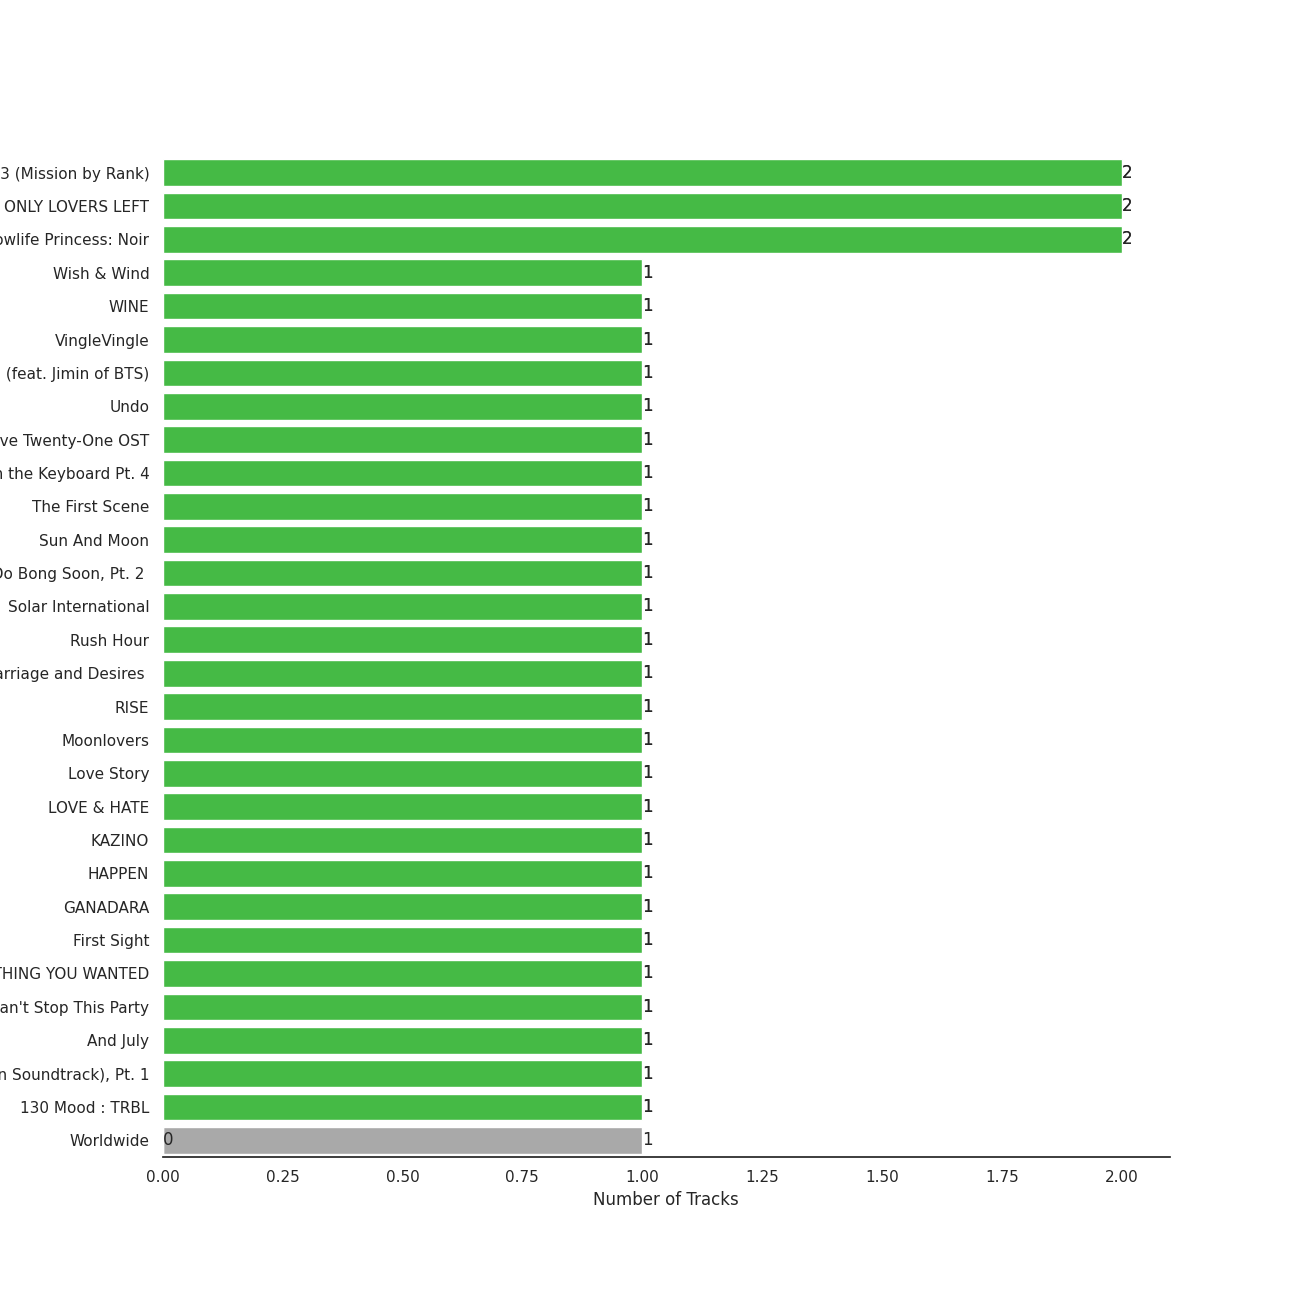 3 (Mission by Rank) 2
ONLY LOVERS LEFT 2
wlife Princess: Noir 2
Wish & Wind 1
WINE 1
VingleVingle 1
(feat. Jimin of BTS) 1
Undo 1
ve Twenty-One OST 1
the Keyboard Pt. 4 1
The First Scene 1
Sun And Moon 1
Do Bong Soon, Pt. 2 1
Solar International 1
Rush Hour 1
arriage and Desires 1
RISE 1
Moonlovers 1
Love Story 1
LOVE & HATE 1
KAZINO 1
HAPPEN 1
GANADARA 1
First Sight 1
THING YOU WANTED 1
an't Stop This Party 1
And July 1
n Soundtrack), Pt. 1 1
130 Mood : TRBL 1
Worldwide 0 1
0.00 0.25 0.50 0.75 1.00 1.25 1.50 1.75 2.00
Number of Tracks